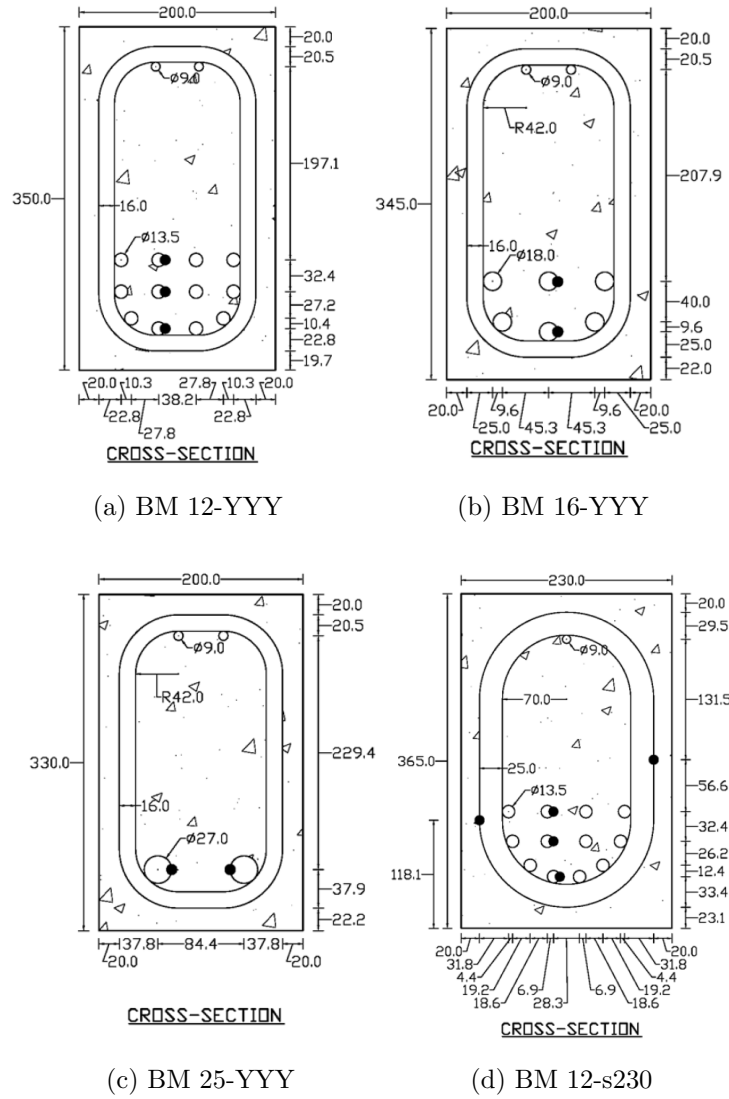 200.0
20.0
20.5
ø9.0
197.1
350.0
16.0
ø13.5
32.4
27.2
10.4
22.8
19.7
20.0 10.3 27.8 10.3 20.0
38.2
22.8 22.8
27.8
CROSS-SECTION
(a) BM 12-YYY
200.0
20.0
20.5
ø9.0
R42.0
207.9
345.0
16.0
ø18.0
40.0
9.6
25.0
22.0
20.0 9.6 9.6 20.0
25.0 45.3 45.3 25.0
CROSS-SECTION
(b) BM 16-YYY
200.0
20.0
20.5
ø9.0
R42.0
229.4
330.0
16.0
ø27.0
37.9
22.2
37.8 84.4 37.8
20.0 20.0
CROSS-SECTION
(c) BM 25-YYY
230.0
20.0
29.5
ø9.0
131.5
70.0
365.0
25.0
56.6
ø13.5
32.4
26.2
118.1
12.4
33.4
23.1
20.0 20.0
31.8 31.8
4.4 4.4
19.2 6.9 6.9 19.2
18.6 28.3 18.6
CROSS-SECTION
(d) BM 12-s230